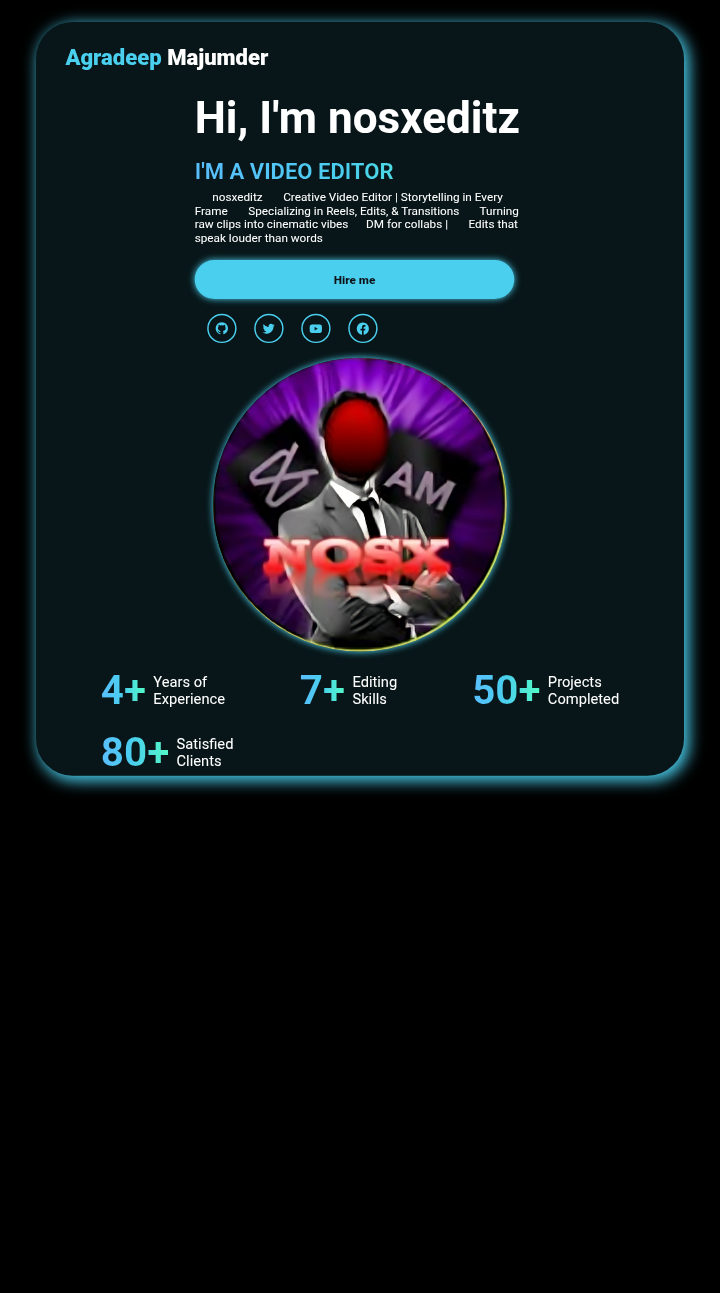 Agradeep Majumder
Hi, I'm nosxeditz
I'M A VIDEO EDITOR
nosxeditz Creative Video Editor | Storytelling in Every
Frame Specializing in Reels, Edits, & Transitions Turning
raw clips into cinematic vibes DM for collabs | Edits that
speak louder than words
Hire me
AM
NOSX
4+ Years of
Experience
7+ Editing
Skills
50+ Projects
Completed
80+ Satisfied
Clients